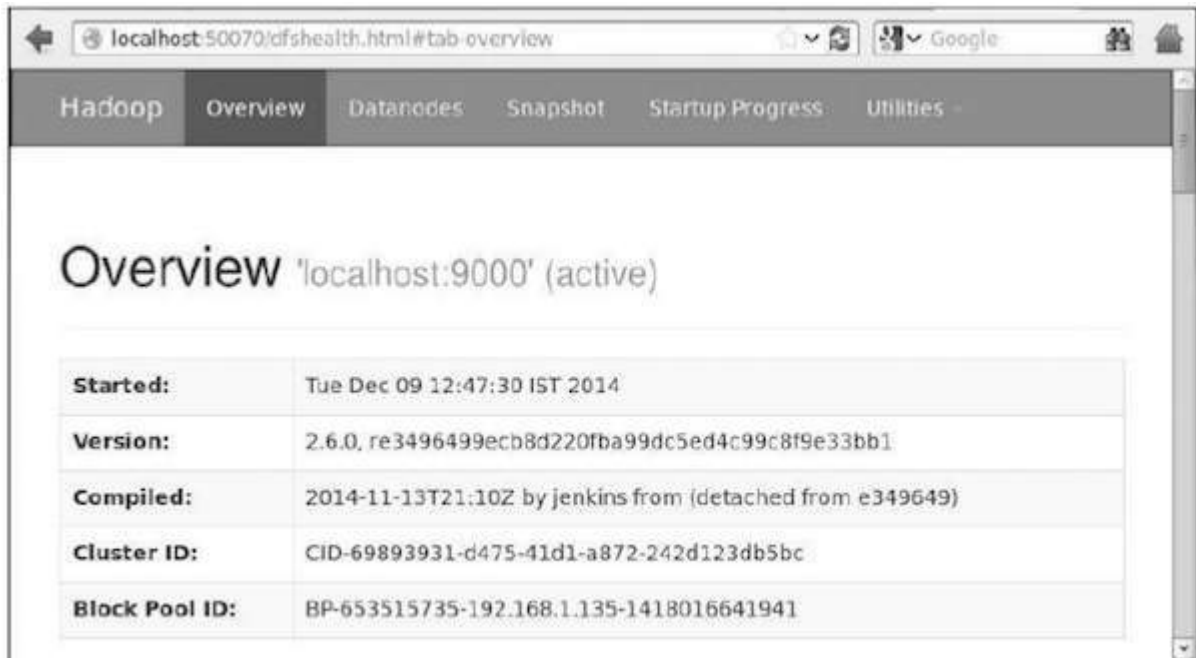 localhost:50070/dfshealth.html#tab-overview Google
Hadoop Overview Datanodes Snapshot Startup Progress Utilities
Overview 'localhost:9000' (active)
Started: Tue Dec 09 12:47:30 IST 2014
Version: 2.6.0, re3496499ecb8d220fba99dc5ed4c99c8f9e33bb1
Compiled: 2014-11-13T21:10Z by jenkins from (detached from e349649)
Cluster ID: CID-69893931-d475-41d1-a872-242d123db5bc
Block Pool ID: BP-653515735-192.168.1.135-1418016641941